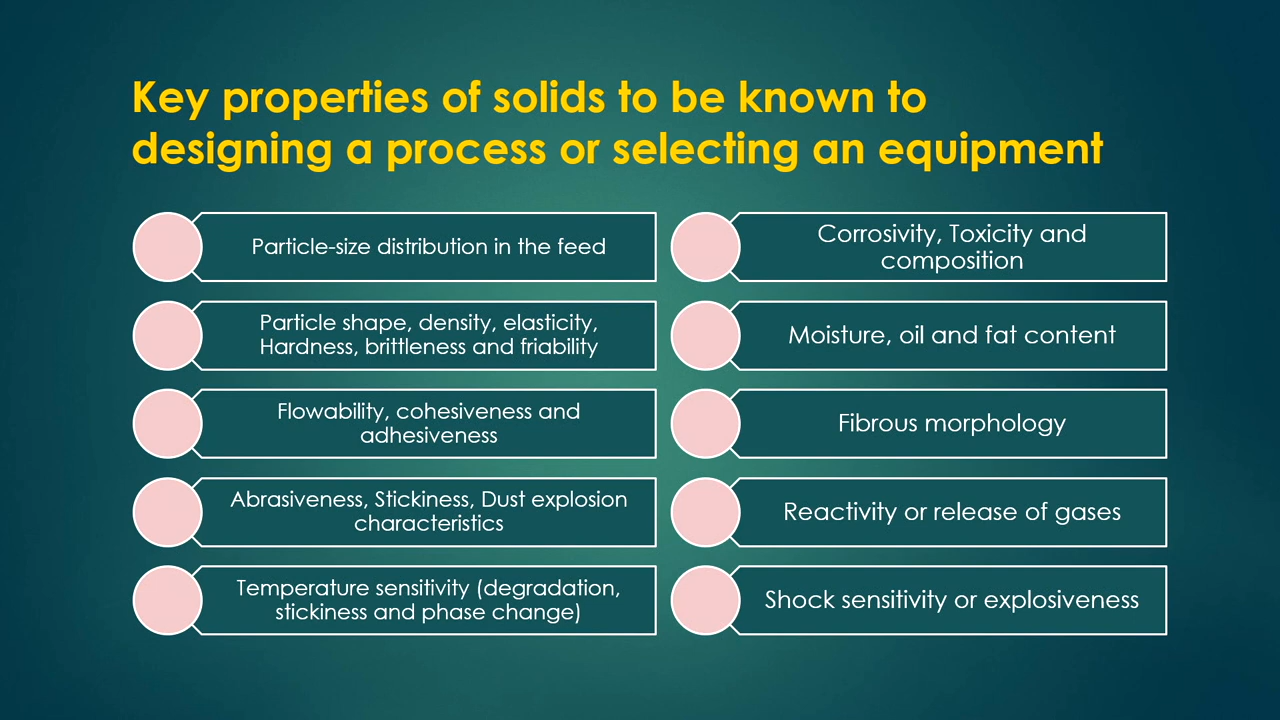 Key properties of solids to be known to
designing a process or selecting an equipment
Particle-size distribution in the feed
Particle shape, density, elasticity,
Hardness, brittleness and friability
Flowability, cohesiveness and
adhesiveness
Abrasiveness, Stickiness, Dust explosion
characteristics
Temperature sensitivity (degradation,
stickiness and phase change)
Corrosivity, Toxicity and
composition
Moisture, oil and fat content
Fibrous morphology
Reactivity or release of gases
Shock sensitivity or explosiveness